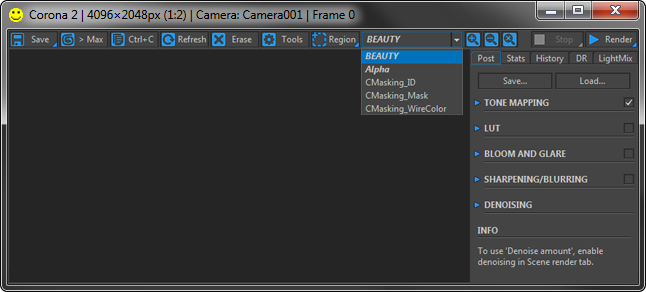 Corona 2 | 4096×2048px (1:2) | Camera: Camera001 | Frame 0
Save G > Max Ctrl+C Refresh Erase Tools Region BEAUTY Stop Render
BEAUTY
Alpha
CMasking_ID
CMasking_Mask
CMasking_WireColor
Post Stats History DR LightMix
Save... Load...
TONE MAPPING
LUT
BLOOM AND GLARE
SHARPENING/BLURRING
DENOISING
INFO
To use 'Denoise amount', enable
denoising in Scene render tab.